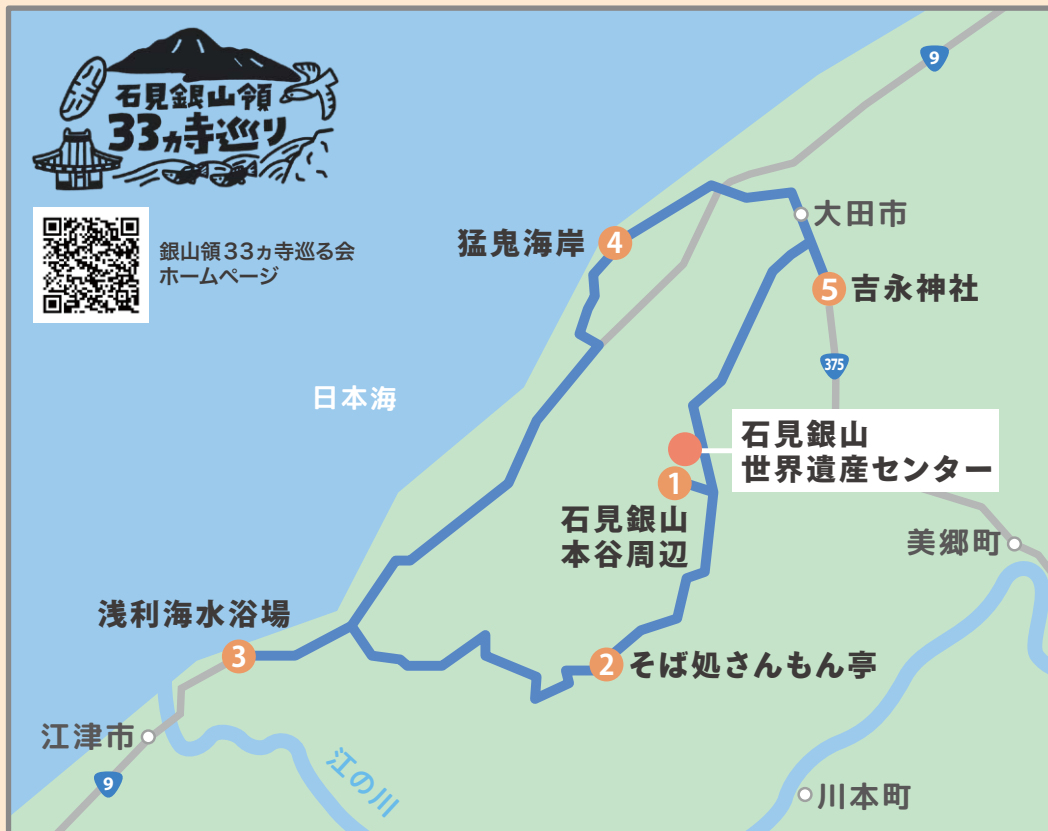 石見銀山領
33ヵ寺巡り
銀山領33ヵ寺巡る会
ホームページ
9
大田市
猛鬼海岸
4
5
吉永神社
375
日本海
石見銀山
世界遺産センター
1
石見銀山
本谷周辺
美郷町
浅利海水浴場
3
2
そば処さんもん亭
江津市
江の川
9
川本町